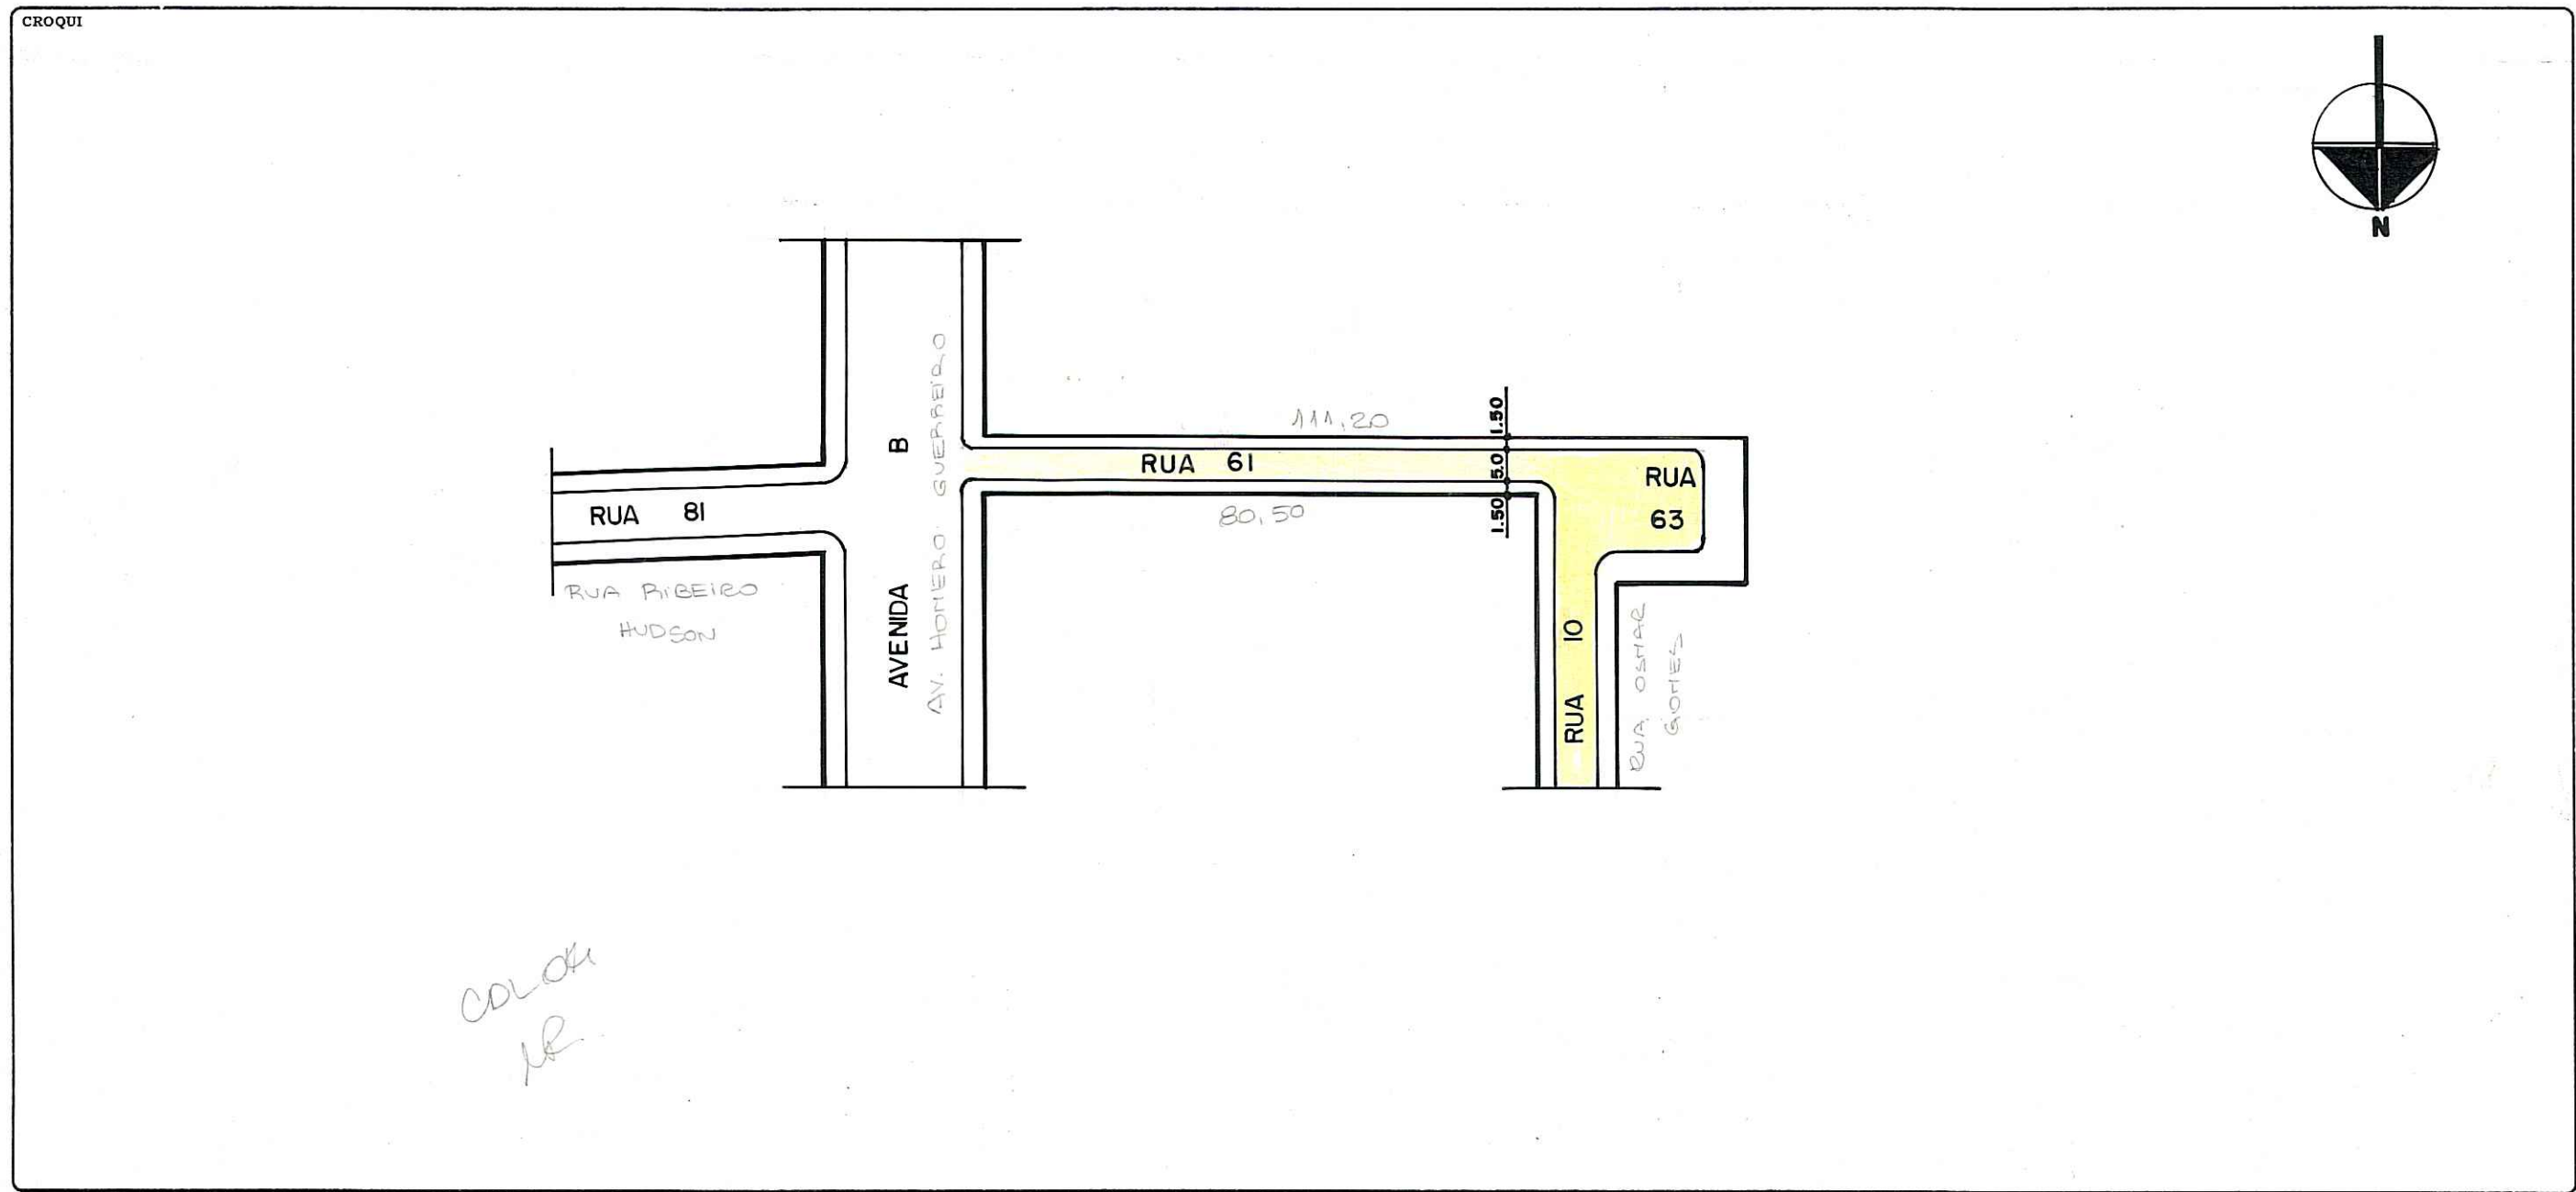 CROQUI
N
AVENIDA B
AV. HOMERO GUERREIRO
111,20
1.50
5.0
1.50
RUA 61
RUA
63
RUA 81
80,50
RUA RIBEIRO
HUDSON
RUA 10
RUA OSMAR
GOMES